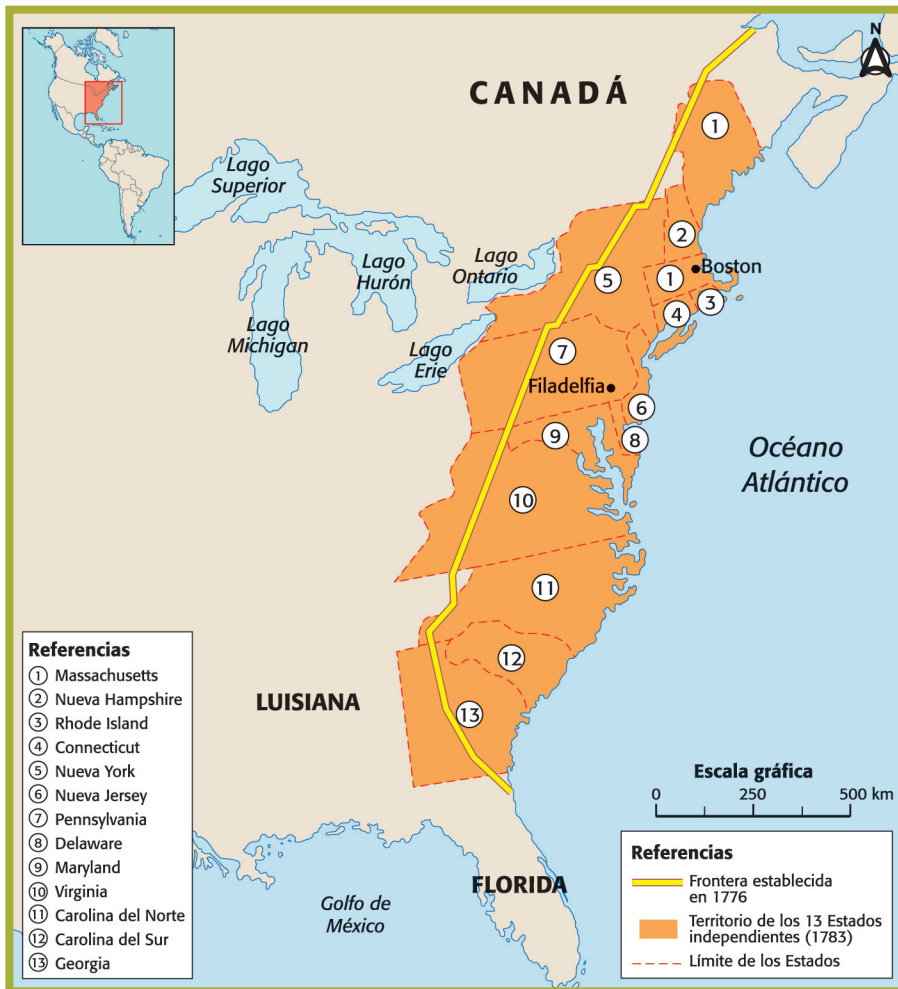 N
CANADÁ
Lago
Superior
Lago
Hurón
Lago
Ontario
Lago
Michigan
Lago
Erie
1
2
Boston
1
3
4
5
7
Filadelfia
6
8
9
10
11
12
13
Océano
Atlántico
LUISIANA
FLORIDA
Golfo de
México
Referencias
1 Massachusetts
2 Nueva Hampshire
3 Rhode Island
4 Connecticut
5 Nueva York
6 Nueva Jersey
7 Pennsylvania
8 Delaware
9 Maryland
10 Virginia
11 Carolina del Norte
12 Carolina del Sur
13 Georgia
Escala gráfica
0 250 500 km
Referencias
Frontera establecida
en 1776
Territorio de los 13 Estados
independientes (1783)
Límite de los Estados